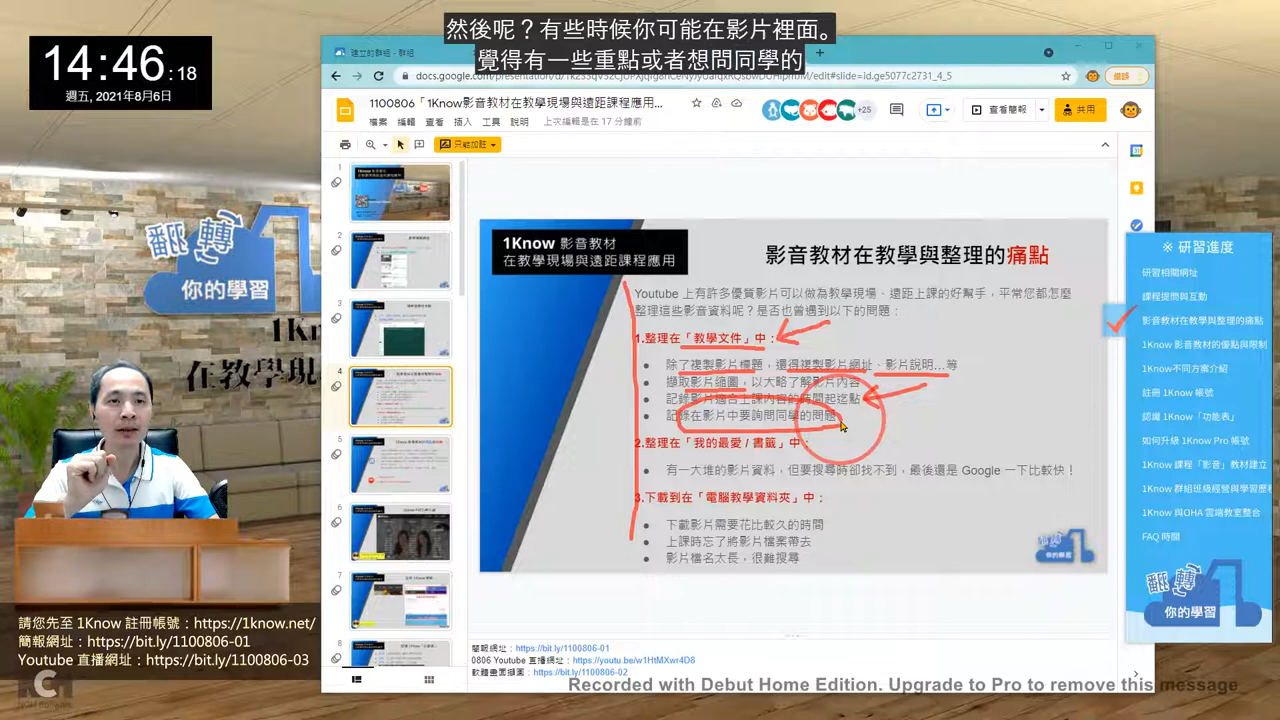 然後呢？有些時候你可能在影片裡面。
覺得有一些重點或者想問同學的
14:46:18
週五, 2021年8月6日
建立的群組 - 群組
1100806「1Know影音教材在教學現場與遠距課程應用...
檔案 編輯 查看 插入 工具 說明 上次編輯是在 17 分鐘前
+25
查看簡報
共用
只能加註
1
2
3
4
5
6
7
8
1Know 影音教材
在教學現場與遠距課程應用
影音教材在教學與整理的痛點
Youtube 上有許多優質影片可以做為教學現場、遠距上課的好幫手，平常您都怎麼
整理這些影音資料呢？是否也曾遇到以下的問題：
1.整理在「教學文件」中：
● 除了複製影片標題，還得複製影片網址、影片說明…等
● 擷取影片縮圖，以大略了解影片內容
● 記錄影片適合上課內容的時間起迄點
● 記錄在影片中要詢問同學的
2.整理在「我的最愛 / 書籤」中：
● 有一大堆的影片資料，但要搜尋時卻找不到，最後還是 Google 一下比較快！
3.下載到在「電腦教學資料夾」中：
● 下載影片需要花比較久的時間
● 上課時忘了將影片檔案帶去
● 影片檔名太長，很難搜尋
※ 研習進度
研習相關網址
課程提問與互動
影音教材在教學與整理的痛點
1Know 影音教材的優點與限制
1Know不同方案介紹
註冊 1Know 帳號
認識 1Know「功能表」
如何升級 1Know Pro 帳號
1Know 課程「影音」教材建立
1Know 群組班級經營與學習歷程
1Know 與OHA 雲端教室整合
FAQ 時間
翻轉
你的學習
翻轉
你的學習
簡報網址：https://bit.ly/1100806-01
0806 Youtube 直播網址：https://youtu.be/w1HtMXwr4D8
軟體畫面擷圖：https://bit.ly/1100806-02
請您先至 1Know 註冊帳號：https://1know.net/
簡報網址：https://bit.ly/1100806-01
Youtube 直播網址：https://bit.ly/1100806-03
Recorded with Debut Home Edition. Upgrade to Pro to remove this message